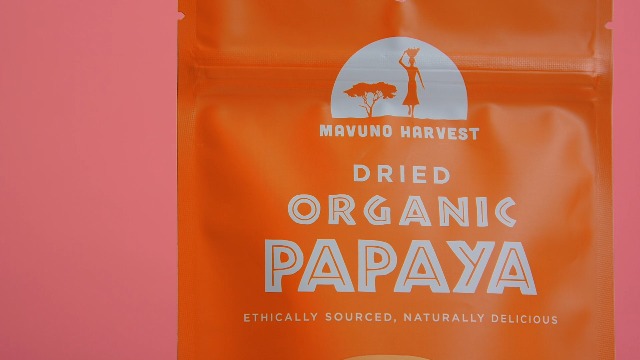 MAVUNO HARVEST
DRIED
ORGANIC
PAPAYA
ETHICALLY SOURCED, NATURALLY DELICIOUS